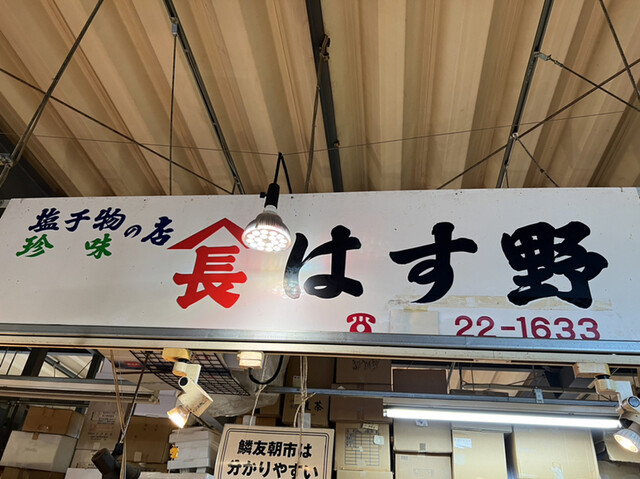 塩干物の店
珍味
長 はす野
22-1633
鱗友朝市は
分かりやすい